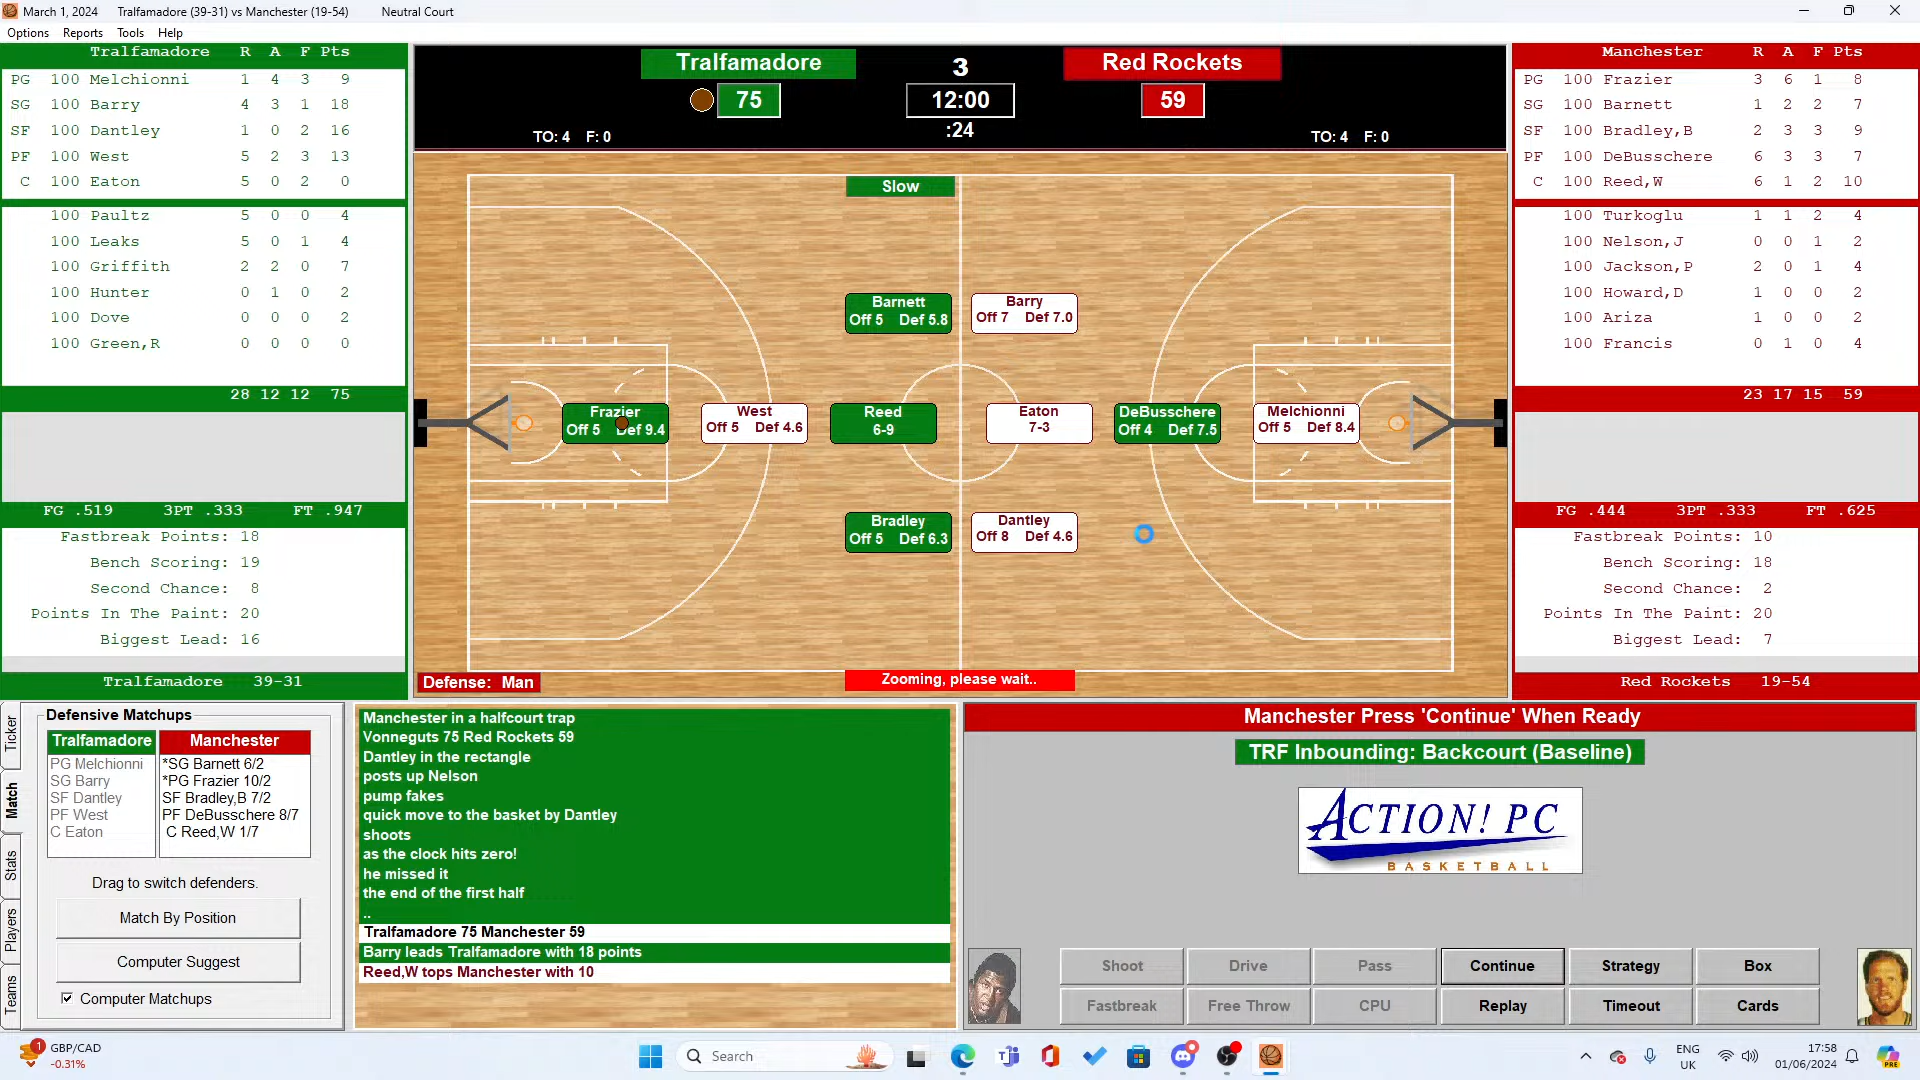 March 1, 2024 Tralfamadore (39-31) vs Manchester (19-54) Neutral Court
Options Reports Tools Help
Tralfamadore R A F Pts
PG 100 Melchionni 1 4 3 9
SG 100 Barry 4 3 1 18
SF 100 Dantley 1 0 2 16
PF 100 West 5 2 3 13
C 100 Eaton 5 0 2 0
100 Paultz 5 0 0 4
100 Leaks 5 0 1 4
100 Griffith 2 2 0 7
100 Hunter 0 1 0 2
100 Dove 0 0 0 2
100 Green,R 0 0 0 0
28 12 12 75
FG .519 3PT .333 FT .947
Fastbreak Points: 18
Bench Scoring: 19
Second Chance: 8
Points In The Paint: 20
Biggest Lead: 16
Tralfamadore 39-31
Tralfamadore 3 Red Rockets
75 12:00 59
:24
TO: 4 F: 0 TO: 4 F: 0
Slow
Barnett
Off 5 Def 5.8
Barry
Off 7 Def 7.0
Frazier
Off 5 Def 9.4
West
Off 5 Def 4.6
Reed
6-9
Eaton
7-3
DeBusschere
Off 4 Def 7.5
Melchionni
Off 5 Def 8.4
Bradley
Off 5 Def 6.3
Dantley
Off 8 Def 4.6
Defense: Man
Zooming, please wait..
Manchester R A F Pts
PG 100 Frazier 3 6 1 8
SG 100 Barnett 1 2 2 7
SF 100 Bradley,B 2 3 3 9
PF 100 DeBusschere 6 3 3 7
C 100 Reed,W 6 1 2 10
100 Turkoglu 1 1 2 4
100 Nelson,J 0 0 1 2
100 Jackson,P 2 0 1 4
100 Howard,D 1 0 0 2
100 Ariza 1 0 0 2
100 Francis 0 1 0 4
23 17 15 59
FG .444 3PT .333 FT .625
Fastbreak Points: 10
Bench Scoring: 18
Second Chance: 2
Points In The Paint: 20
Biggest Lead: 7
Red Rockets 19-54
Ticker
Match
Stats
Players
Teams
Defensive Matchups
Tralfamadore Manchester
PG Melchionni *SG Barnett 6/2
SG Barry *PG Frazier 10/2
SF Dantley SF Bradley,B 7/2
PF West PF DeBusschere 8/7
C Eaton C Reed,W 1/7
Drag to switch defenders.
Match By Position
Computer Suggest
Computer Matchups
Manchester in a halfcourt trap
Vonneguts 75 Red Rockets 59
Dantley in the rectangle
posts up Nelson
pump fakes
quick move to the basket by Dantley
shoots
as the clock hits zero!
he missed it
the end of the first half
..
Tralfamadore 75 Manchester 59
Barry leads Tralfamadore with 18 points
Reed,W tops Manchester with 10
Manchester Press 'Continue' When Ready
TRF Inbounding: Backcourt (Baseline)
ACTION! PC
BASKETBALL
Shoot Drive Pass Continue Strategy Box
Fastbreak Free Throw CPU Replay Timeout Cards
1 GBP/CAD
-0.31%
Search
ENG
UK
17:58
01/06/2024
PRE